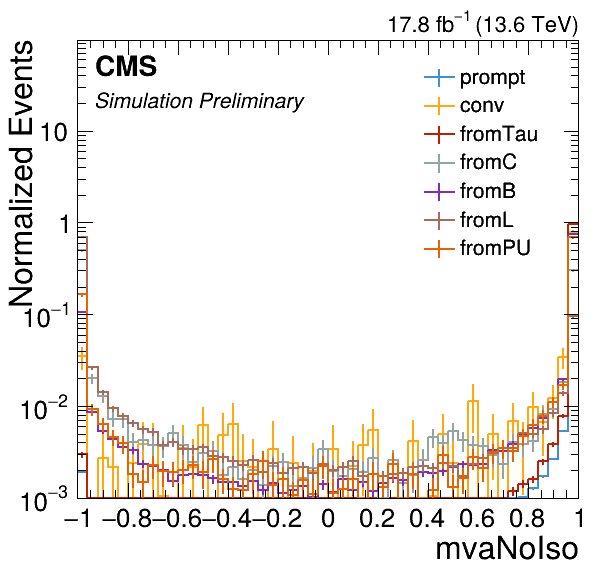 17.8 fb⁻¹ (13.6 TeV)
CMS
Simulation Preliminary
prompt
conv
fromTau
fromC
fromB
fromL
fromPU
Normalized Events
10
1
10⁻¹
10⁻²
10⁻³
−1 −0.8 −0.6 −0.4 −0.2 0 0.2 0.4 0.6 0.8 1
mvaNoIso